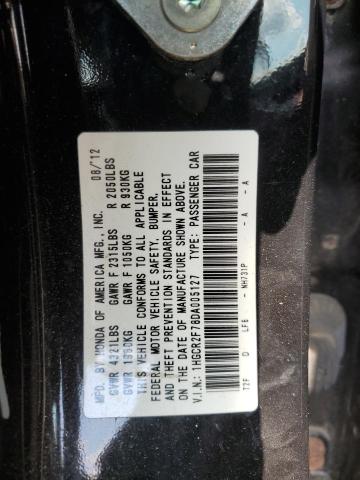 MFD. BY HONDA OF AMERICA MFG., INC. 08/12
GVWR 4321LBS GAWR F 2315LBS R 2050LBS
GVWR 1960KG GAWR F 1050KG R 930KG
THIS VEHICLE CONFORMS TO ALL APPLICABLE
FEDERAL MOTOR VEHICLE SAFETY, BUMPER,
AND THEFT PREVENTION STANDARDS IN EFFECT
ON THE DATE OF MANUFACTURE SHOWN ABOVE.
V.I.N.: 1HGCR2F78DA005127 TYPE: PASSENGER CAR
T2F D LFE - NH731P - A - A